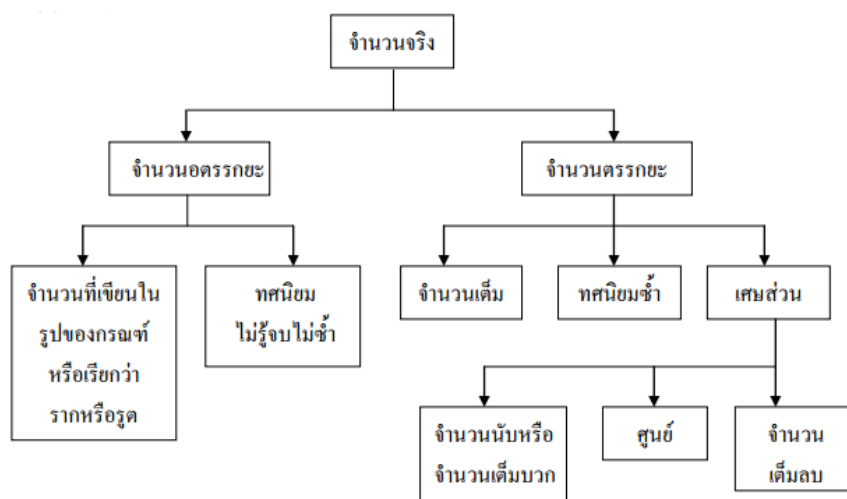 จำนวนจริง
จำนวนอตรรกยะ
จำนวนตรรกยะ
จำนวนที่เขียนใน
รูปของกรณฑ์
หรือเรียกว่า
รากหรือรูต
ทศนิยม
ไม่รู้จบไม่ซ้ำ
จำนวนเต็ม
ทศนิยมซ้ำ
เศษส่วน
จำนวนนับหรือ
จำนวนเต็มบวก
ศูนย์
จำนวน
เต็มลบ